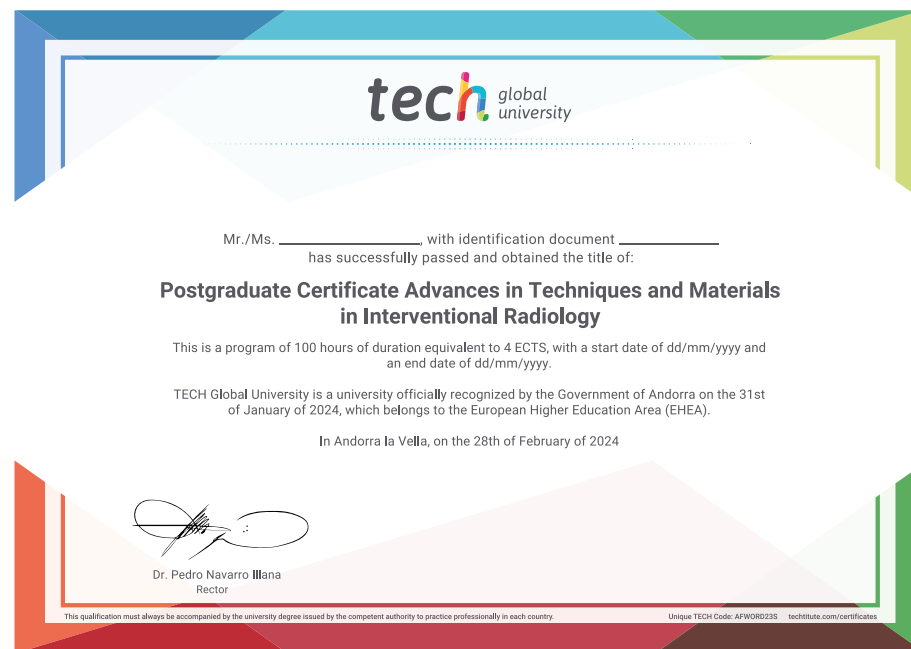 tech global
university
Mr./Ms. ____________, with identification document ____________
has successfully passed and obtained the title of:
Postgraduate Certificate Advances in Techniques and Materials
in Interventional Radiology
This is a program of 100 hours of duration equivalent to 4 ECTS, with a start date of dd/mm/yyyy and
an end date of dd/mm/yyyy.
TECH Global University is a university officially recognized by the Government of Andorra on the 31st
of January of 2024, which belongs to the European Higher Education Area (EHEA).
In Andorra la Vella, on the 28th of February of 2024
Dr. Pedro Navarro Illana
Rector
This qualification must always be accompanied by the university degree issued by the competent authority to practice professionally in each country. Unique TECH Code: AFWORD23S techtitute.com/certificates